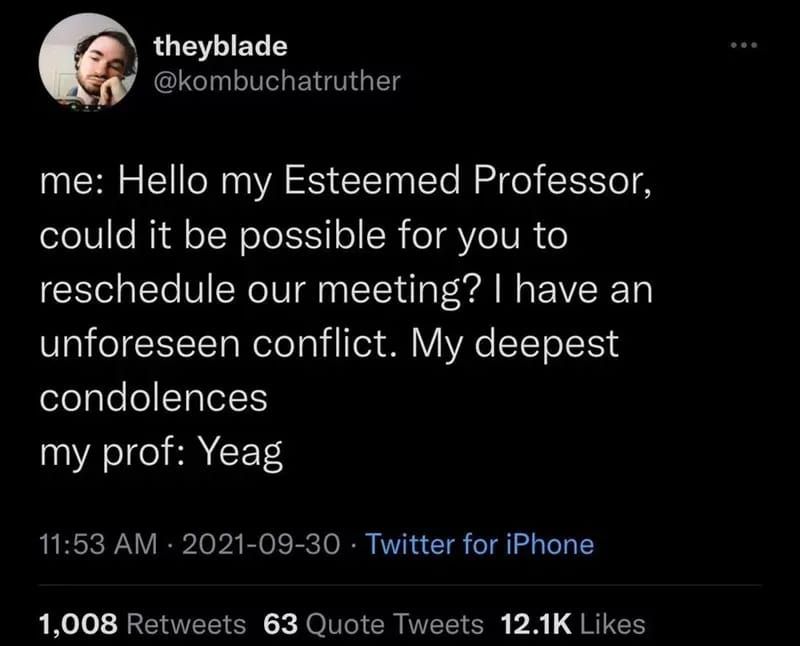 theyblade
@kombuchatruther
me: Hello my Esteemed Professor,
could it be possible for you to
reschedule our meeting? I have an
unforeseen conflict. My deepest
condolences
my prof: Yeag
11:53 AM · 2021-09-30 · Twitter for iPhone
1,008 Retweets 63 Quote Tweets 12.1K Likes